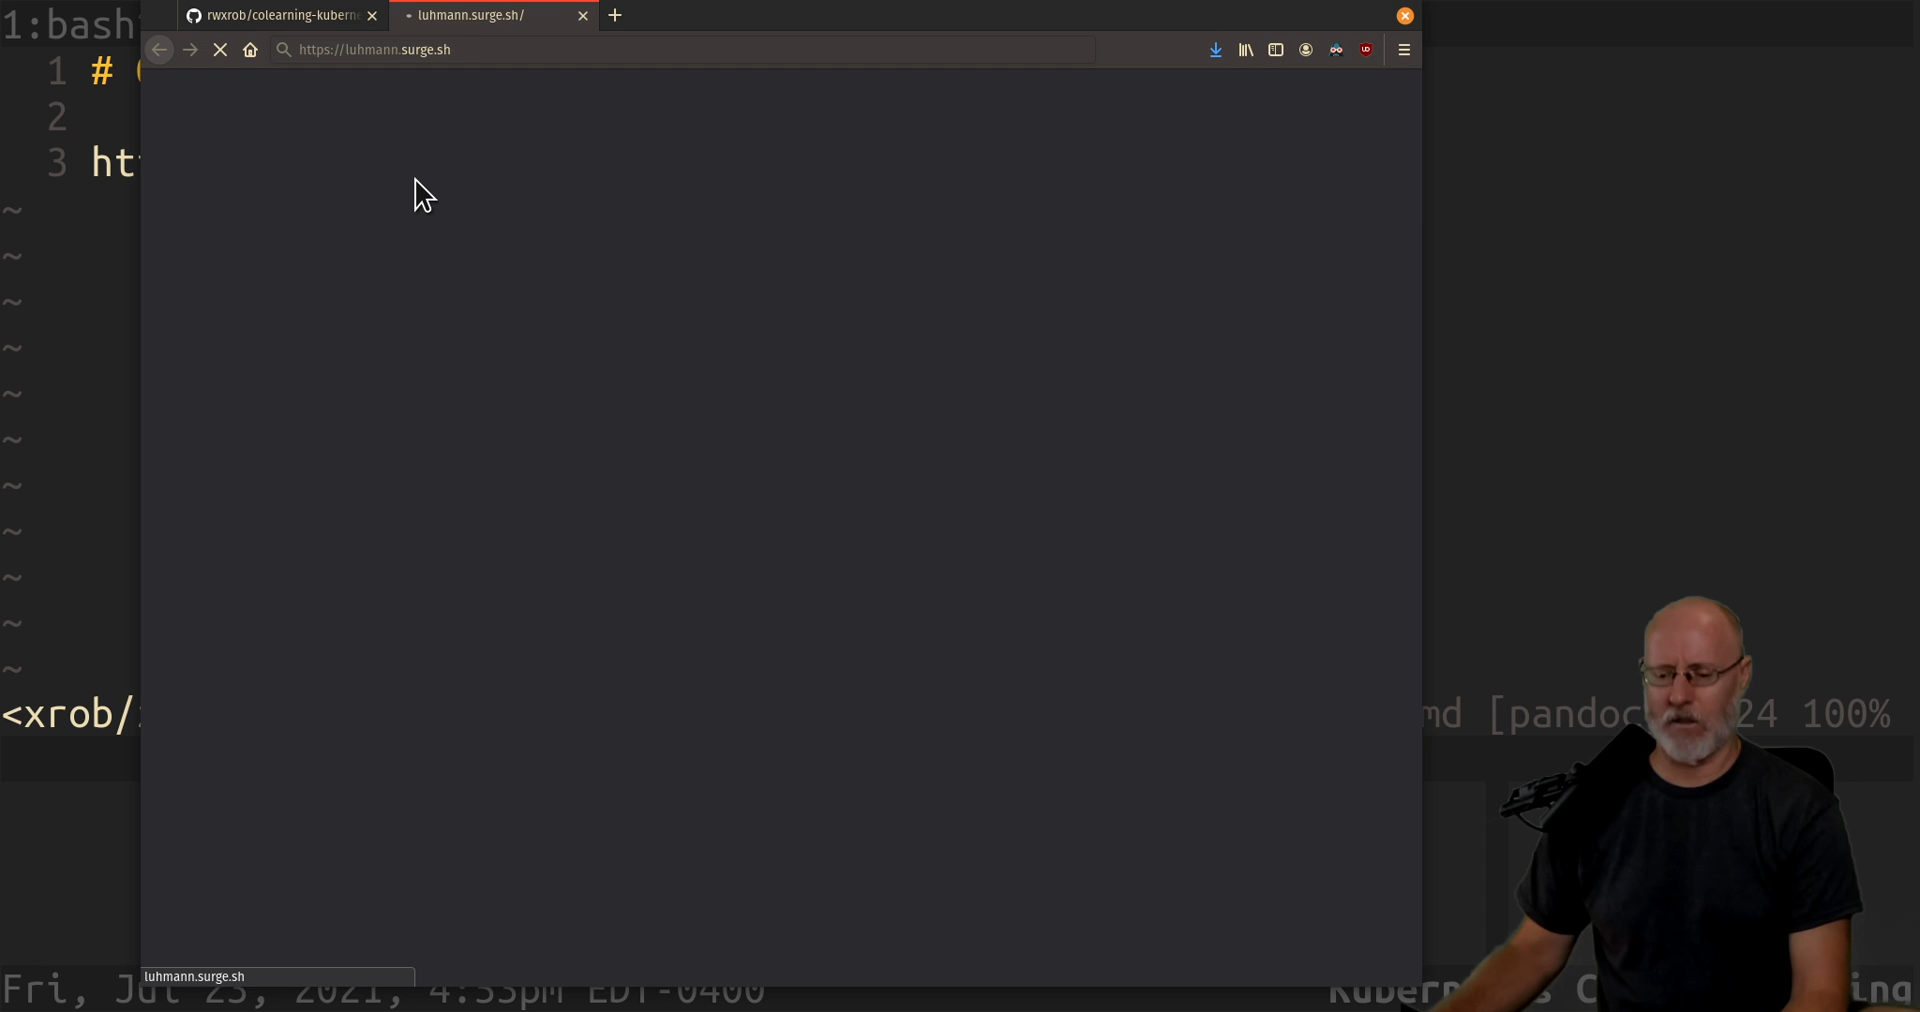 1:bash
rwxrob/colearning-kuberne
luhmann.surge.sh/
https://luhmann.surge.sh
1 #
2
3 ht
~
~
~
~
~
~
~
~
~
~
~
<xrob/
md [pandoc 24 100%
luhmann.surge.sh
Fri, Jul 23, 2021, 4:53pm EDT-0400